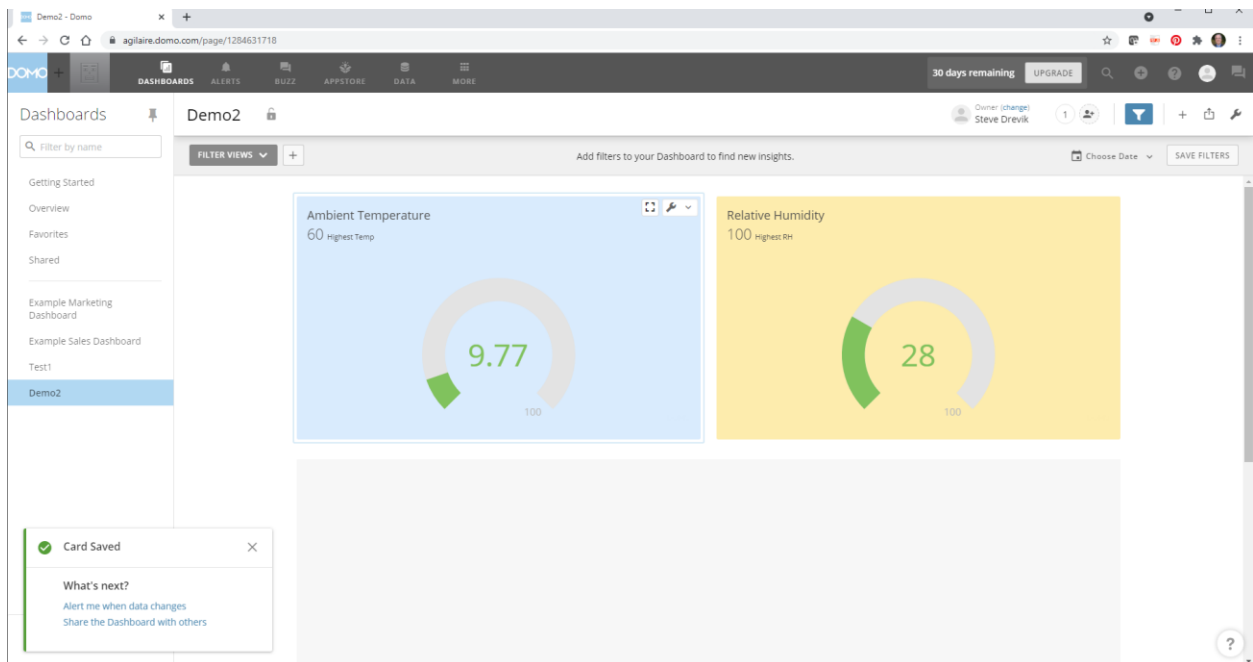 Demo2 - Domo
agilaire.domo.com/page/1284631718
DOMO
DASHBOARDS
ALERTS
BUZZ
APPSTORE
DATA
MORE
30 days remaining
UPGRADE
Dashboards
Demo2
Owner (change)
Steve Drevik
1
Filter by name
FILTER VIEWS
Add filters to your Dashboard to find new insights.
Choose Date
SAVE FILTERS
Getting Started
Overview
Favorites
Shared
Example Marketing
Dashboard
Example Sales Dashboard
Test1
Demo2
Ambient Temperature
60 Highest Temp
9.77
100
Relative Humidity
100 Highest RH
28
100
Card Saved
What's next?
Alert me when data changes
Share the Dashboard with others
?